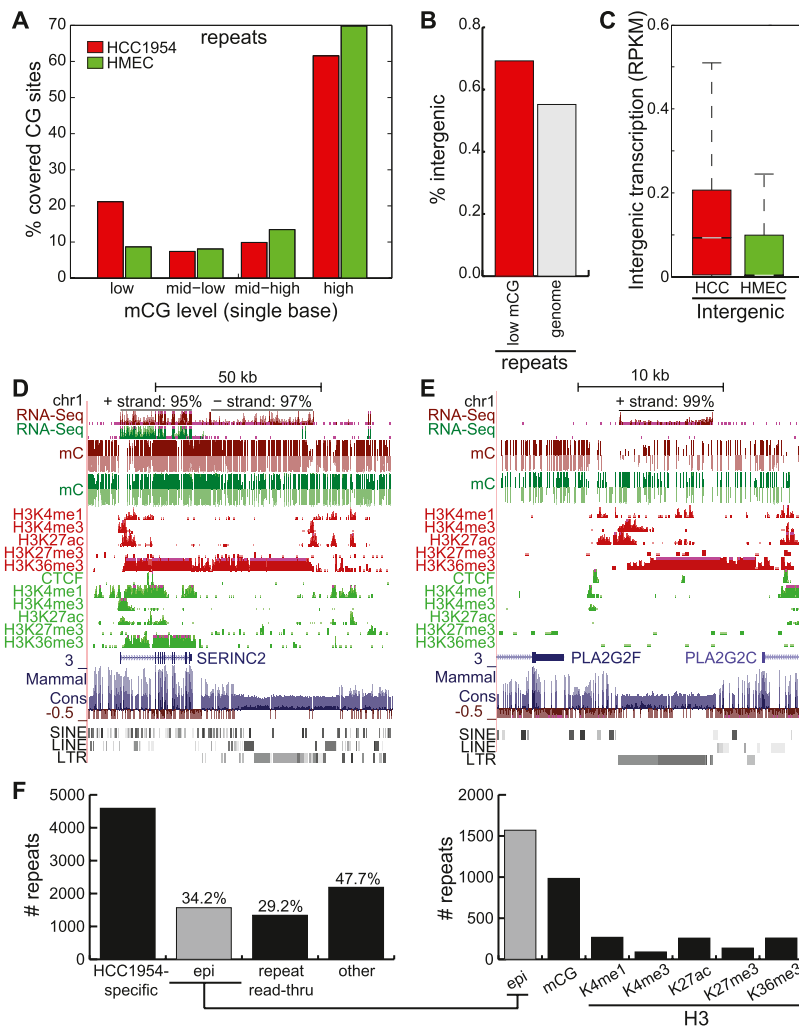 A
repeats
HCC1954
HMEC
% covered CG sites
70
60
50
40
30
20
10
0
low mid-low mid-high high
mCG level (single base)
B
% intergenic
0.8
0.6
0.4
0.2
0.0
low mCG
genome
repeats
C
Intergenic transcription (RPKM)
0.6
0.4
0.2
0
HCC HMEC
Intergenic
D
50 kb
chr1 + strand: 95% − strand: 97%
RNA-Seq
RNA-Seq
mC
mC
H3K4me1
H3K4me3
H3K27ac
H3K27me3
H3K36me3
CTCF
H3K4me1
H3K4me3
H3K27ac
H3K27me3
H3K36me3
3 SERINC2
Mammal
Cons
-0.5
SINE
LINE
LTR
E
10 kb
chr1 + strand: 99%
RNA-Seq
RNA-Seq
mC
mC
H3K4me1
H3K4me3
H3K27ac
H3K27me3
H3K36me3
CTCF
H3K4me1
H3K4me3
H3K27ac
H3K27me3
H3K36me3
3 PLA2G2F PLA2G2C
Mammal
Cons
-0.5
SINE
LINE
LTR
F
# repeats
5000
4000
3000
2000
1000
0
34.2% 29.2% 47.7%
HCC1954-specific
epi
repeat read-thru
other
# repeats
2000
1500
1000
500
0
epi mCG K4me1 K4me3 K27ac K27me3 K36me3
H3